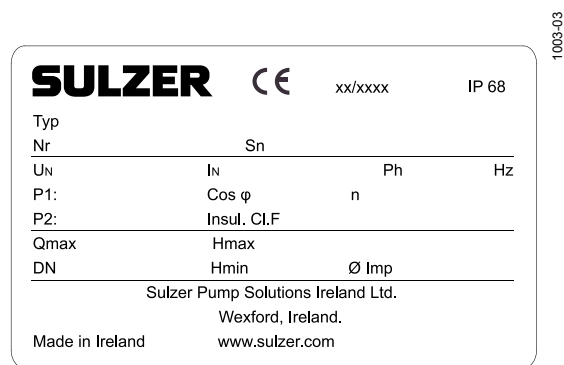 1003-03
SULZER CE xx/xxxx IP 68
Typ
Nr Sn
UN IN Ph Hz
P1: Cos φ n
P2: Insul. Cl.F
Qmax Hmax
DN Hmin Ø Imp
Sulzer Pump Solutions Ireland Ltd.
Wexford, Ireland.
Made in Ireland www.sulzer.com